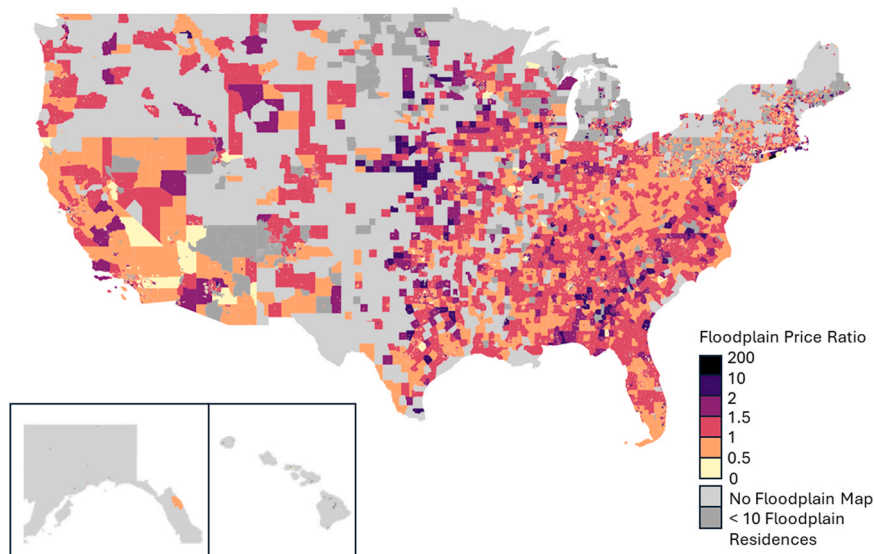 Floodplain Price Ratio
200
10
2
1.5
1
0.5
0
No Floodplain Map
< 10 Floodplain
Residences